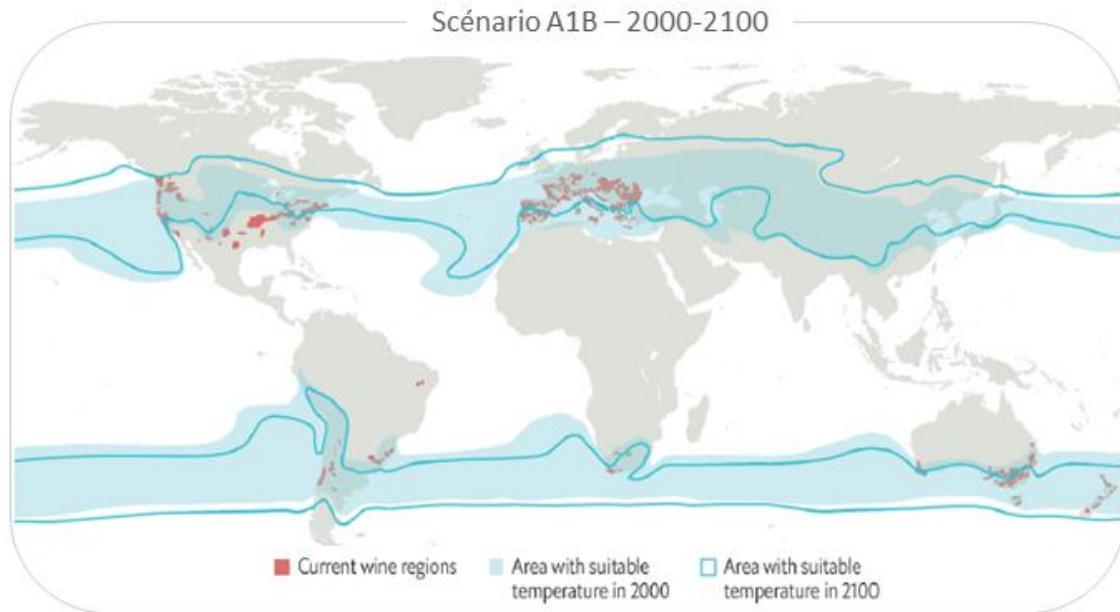 Scénario A1B – 2000-2100
Current wine regions
Area with suitable
temperature in 2000
Area with suitable
temperature in 2100